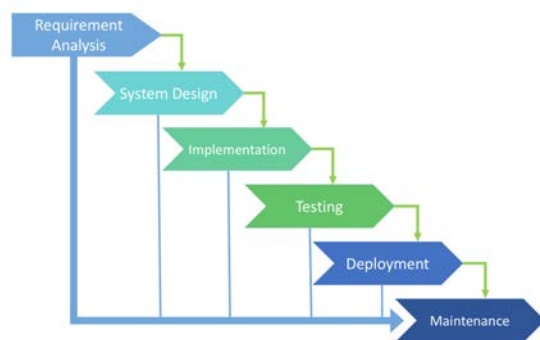 Requirement
Analysis
System Design
Implementation
Testing
Deployment
Maintenance